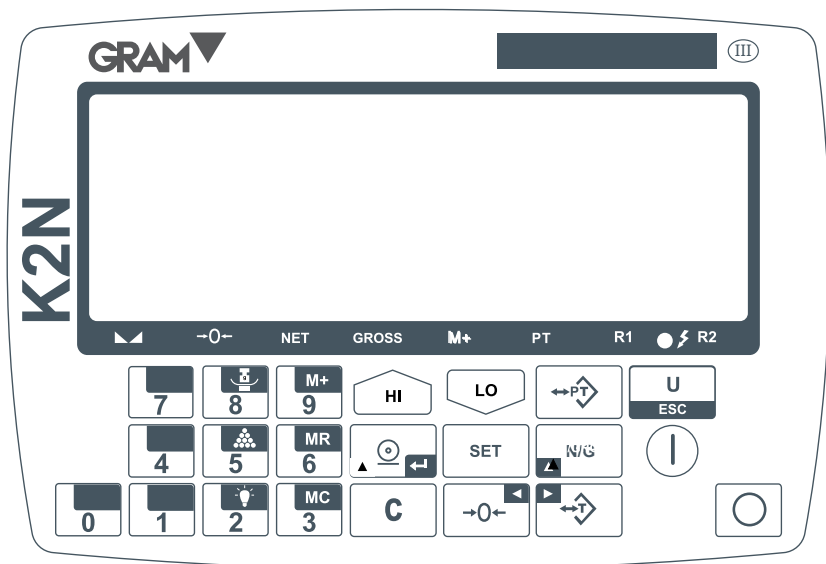 GRAM
III
K2N
→0← NET GROSS M+ PT R1 R2
7 8 M+ 9 HI LO ↔PT U ESC
4 5 MR 6 SET N/G
0 1 2 MC 3 C →0← ↔T